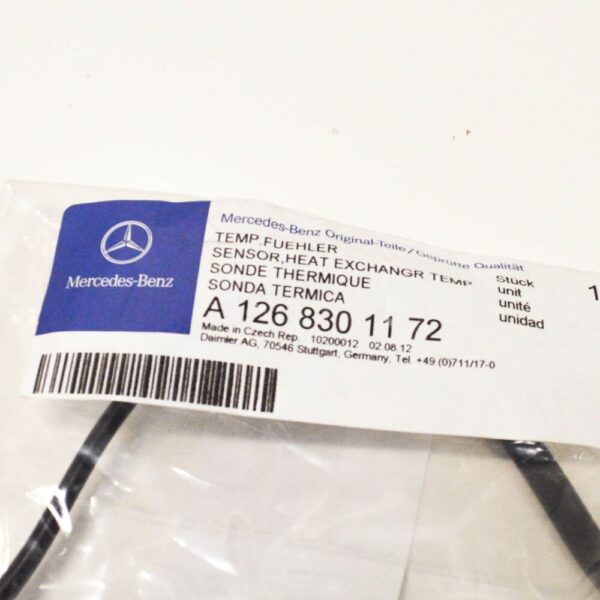 Mercedes-Benz
Mercedes-Benz Original-Teile/Geprüfte Qualität
TEMP.FUEHLER
SENSOR,HEAT EXCHANGR TEMP
SONDE THERMIQUE
SONDA TERMICA
Stück
unit
unité
unidad
1
A 126 830 11 72
Made in Czech Rep. 10200012 02.08.12
Daimler AG, 70546 Stuttgart, Germany, Tel. +49 (0)711/17-0